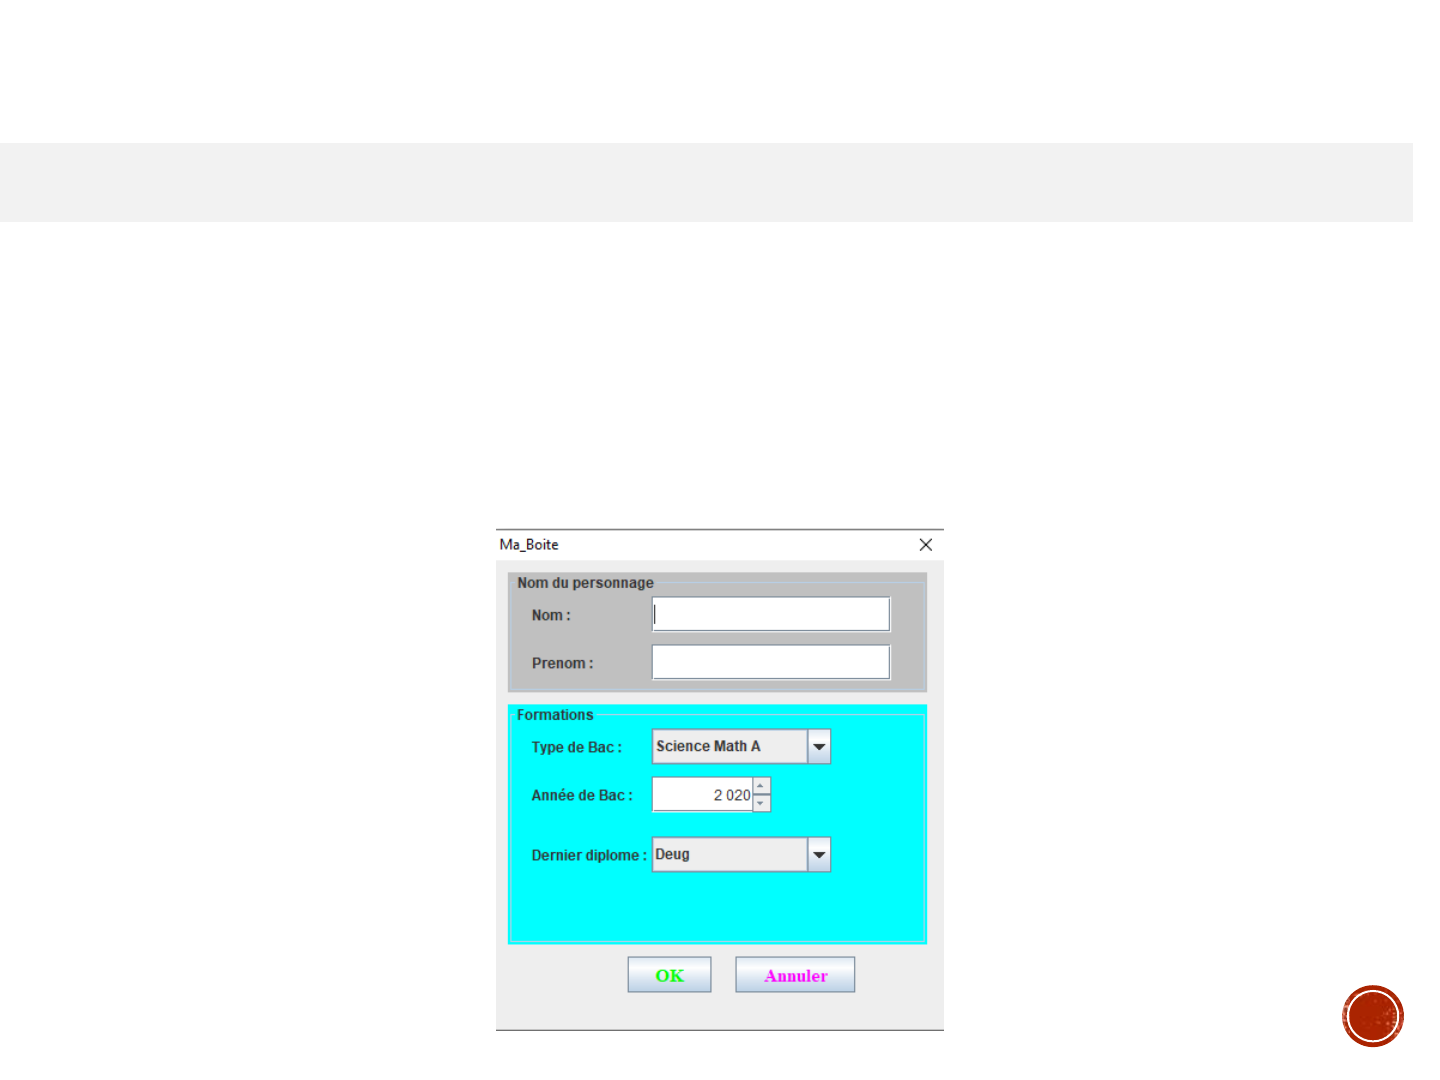 Ma_Boite
Nom du personnage
Nom :
Prenom :
Formations
Type de Bac : Science Math A
Année de Bac : 2 020
Dernier diplome : Deug
OK Annuler